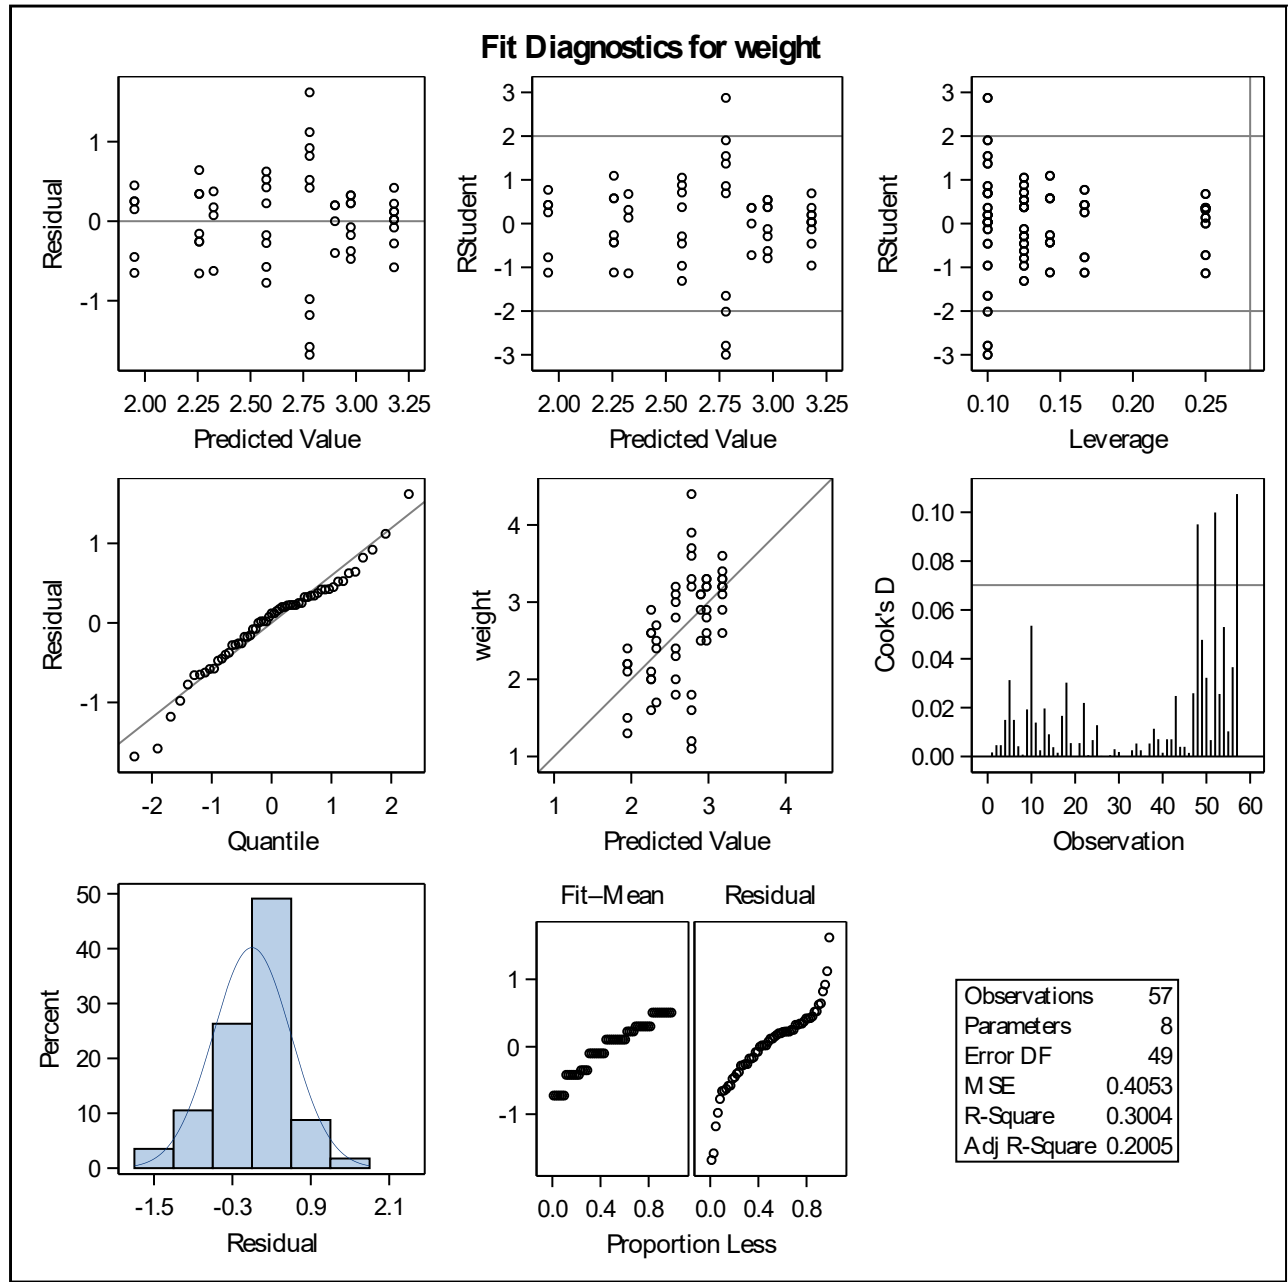 Fit Diagnostics for weight
1
0
-1
Residual
2.00 2.25 2.50 2.75 3.00 3.25
Predicted Value
3
2
1
0
-1
-2
-3
RStudent
2.00 2.25 2.50 2.75 3.00 3.25
Predicted Value
3
2
1
0
-1
-2
-3
RStudent
0.10 0.15 0.20 0.25
Leverage
1
0
-1
Residual
-2 -1 0 1 2
Quantile
4
3
2
1
weight
1 2 3 4
Predicted Value
0.10
0.08
0.06
0.04
0.02
0.00
Cook's D
0 10 20 30 40 50 60
Observation
50
40
30
20
10
0
Percent
-1.5 -0.3 0.9 2.1
Residual
Fit–Mean Residual
1
0
-1
0.0 0.4 0.8 0.0 0.4 0.8
Proportion Less
Observations 57
Parameters 8
Error DF 49
MSE 0.4053
R-Square 0.3004
Adj R-Square 0.2005